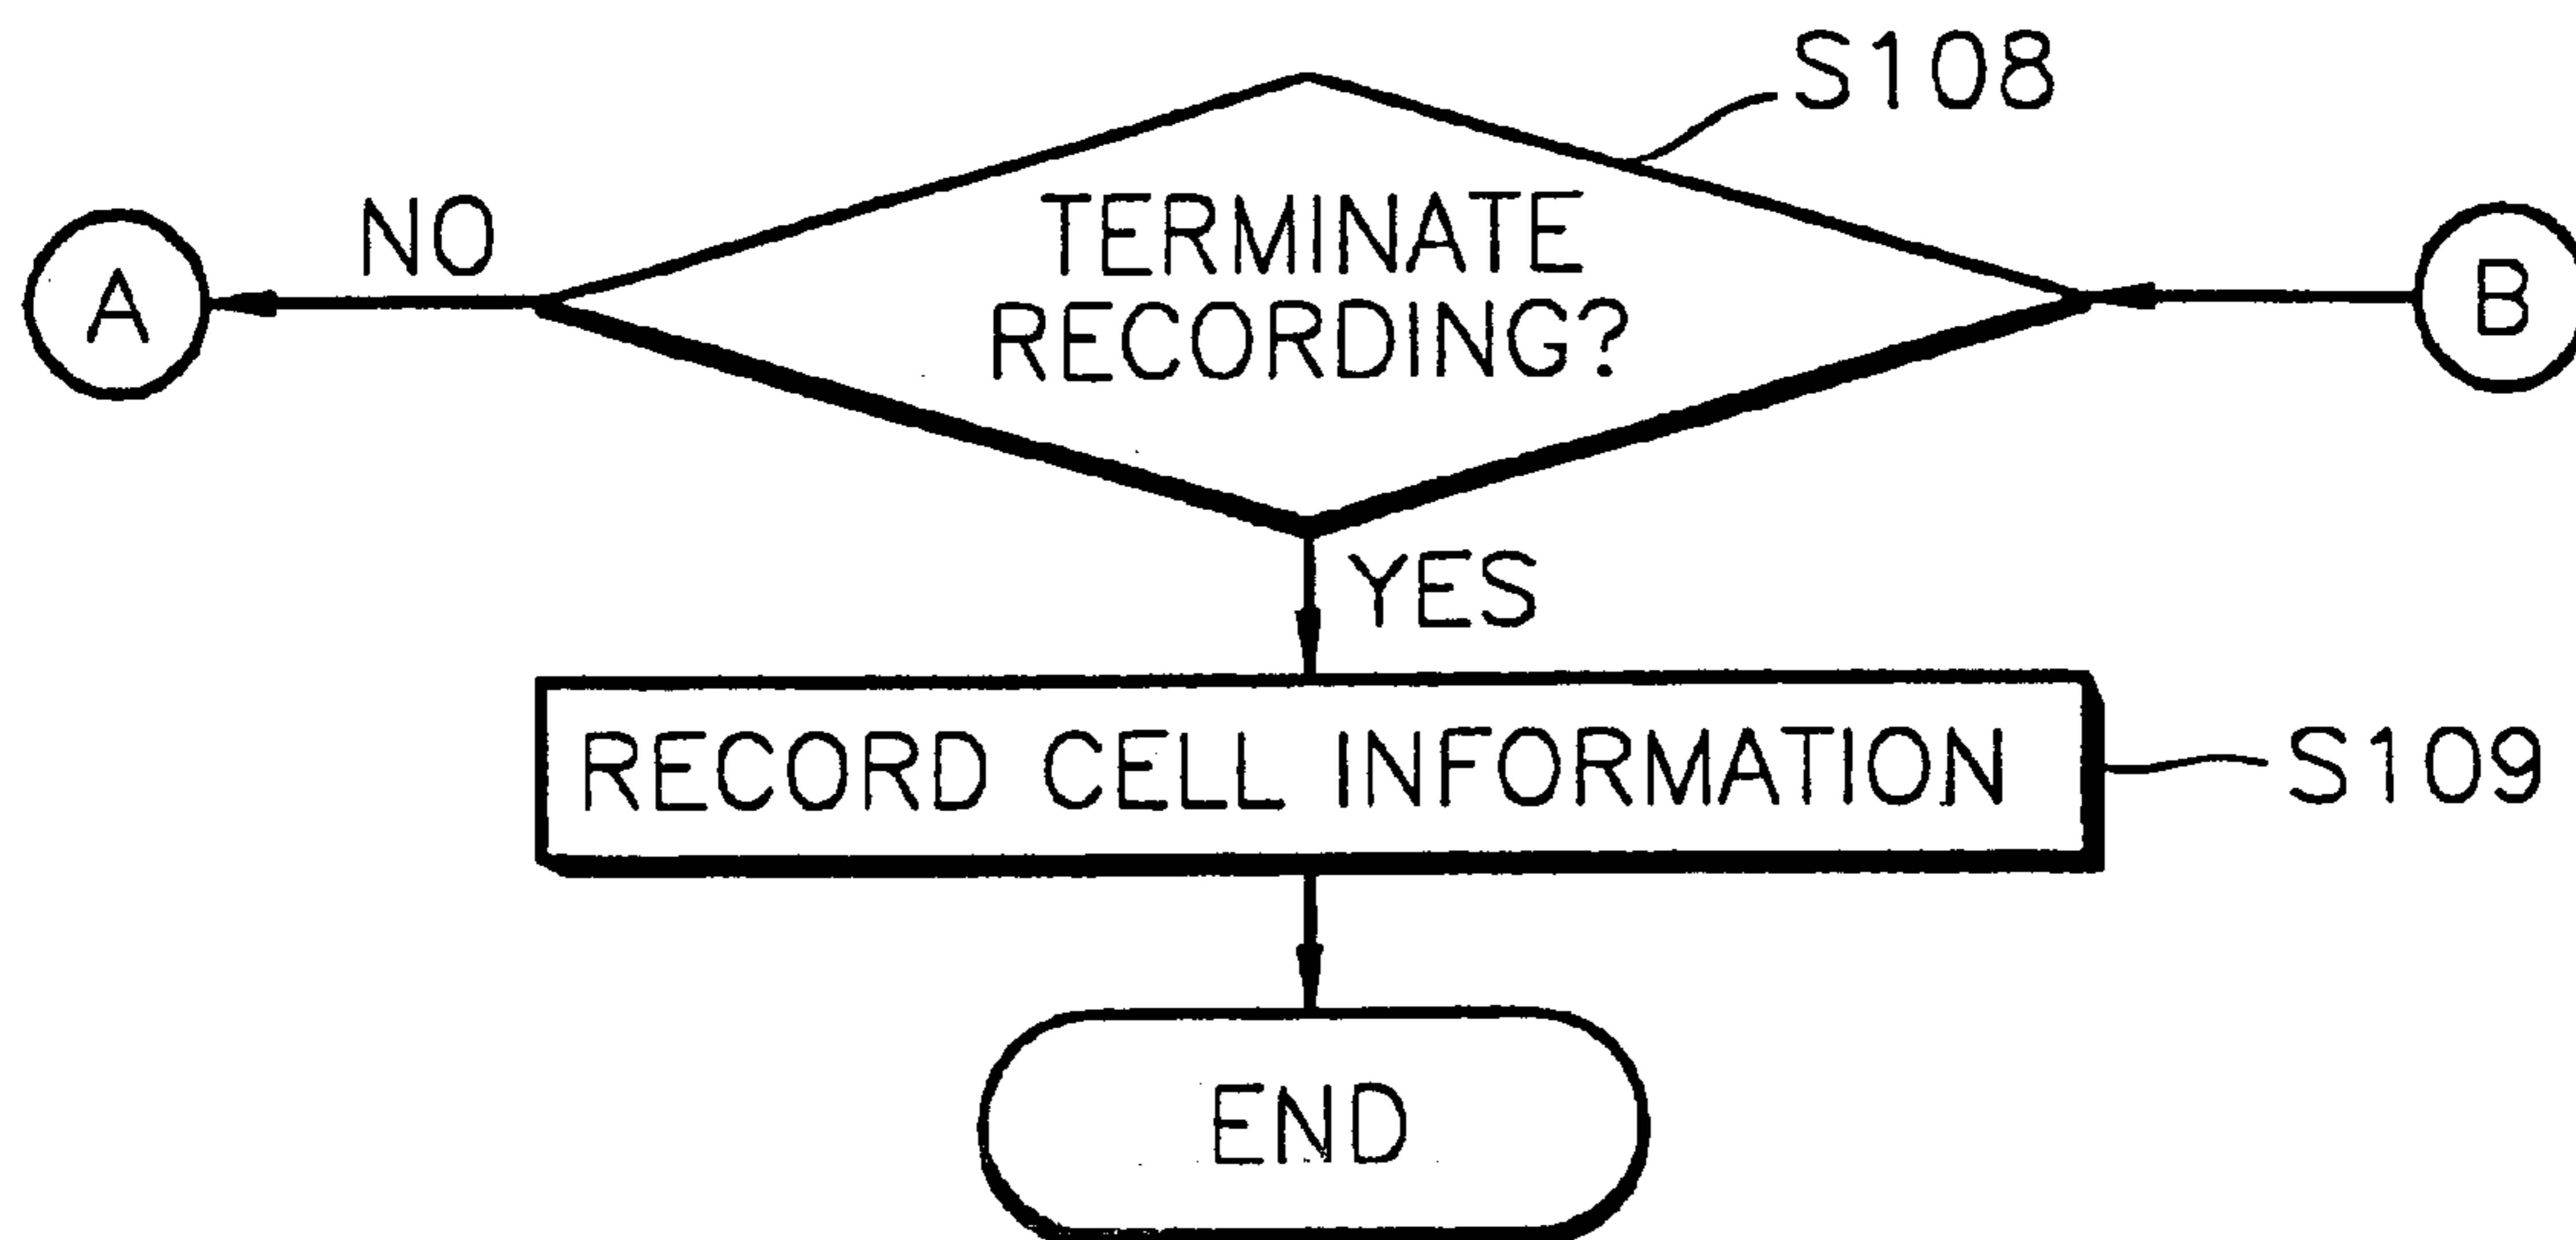 S108
A
NO
TERMINATE
RECORDING?
B
YES
RECORD CELL INFORMATION
S109
END